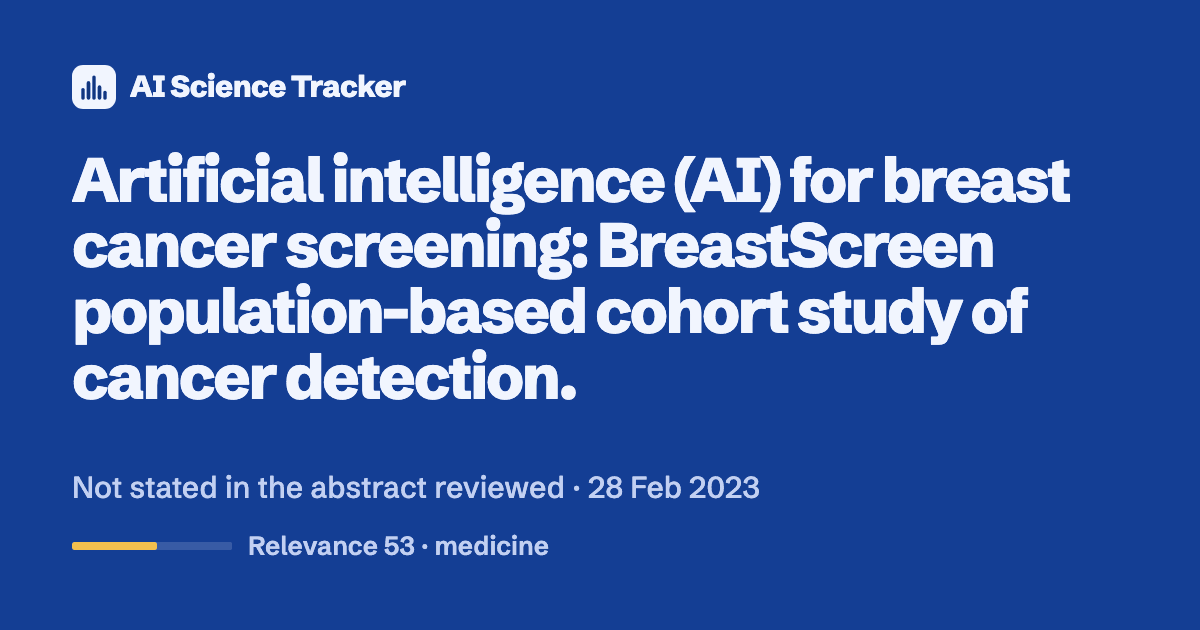 AI Science Tracker
Artificial intelligence (AI) for breast
cancer screening: BreastScreen
population-based cohort study of
cancer detection.
Not stated in the abstract reviewed · 28 Feb 2023
Relevance 53 · medicine